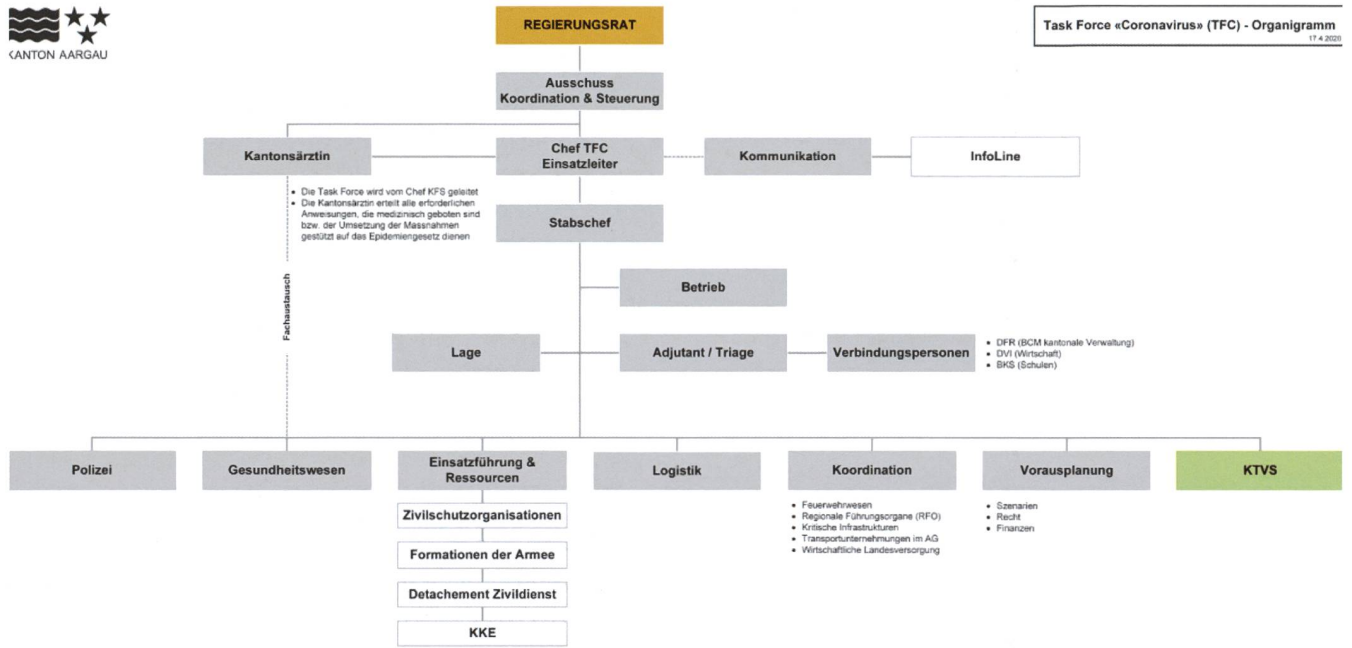 KANTON AARGAU
REGIERUNGSRAT
Task Force «Coronavirus» (TFC) - Organigramm
17.4.2020
Ausschuss
Koordination & Steuerung
Kantonsärztin
Chef TFC
Einsatzleiter
Kommunikation
InfoLine
• Die Task Force wird vom Chef KFS geleitet
• Die Kantonsärztin erteilt alle erforderlichen
Anweisungen, die medizinisch geboten sind
bzw. der Umsetzung der Massnahmen
gestützt auf das Epidemiengesetz dienen
Stabschef
Fachaustausch
Betrieb
Lage
Adjutant / Triage
Verbindungspersonen
• DFR (BCM kantonale Verwaltung)
• DVI (Wirtschaft)
• BKS (Schulen)
Polizei
Gesundheitswesen
Einsatzführung &
Ressourcen
Logistik
Koordination
Vorausplanung
KTVS
Zivilschutzorganisationen
Formationen der Armee
Detachement Zivildienst
KKE
• Feuerwehrwesen
• Regionale Führungsorgane (RFO)
• Kritische Infrastrukturen
• Transportunternehmungen im AG
• Wirtschaftliche Landesversorgung
• Szenarien
• Recht
• Finanzen